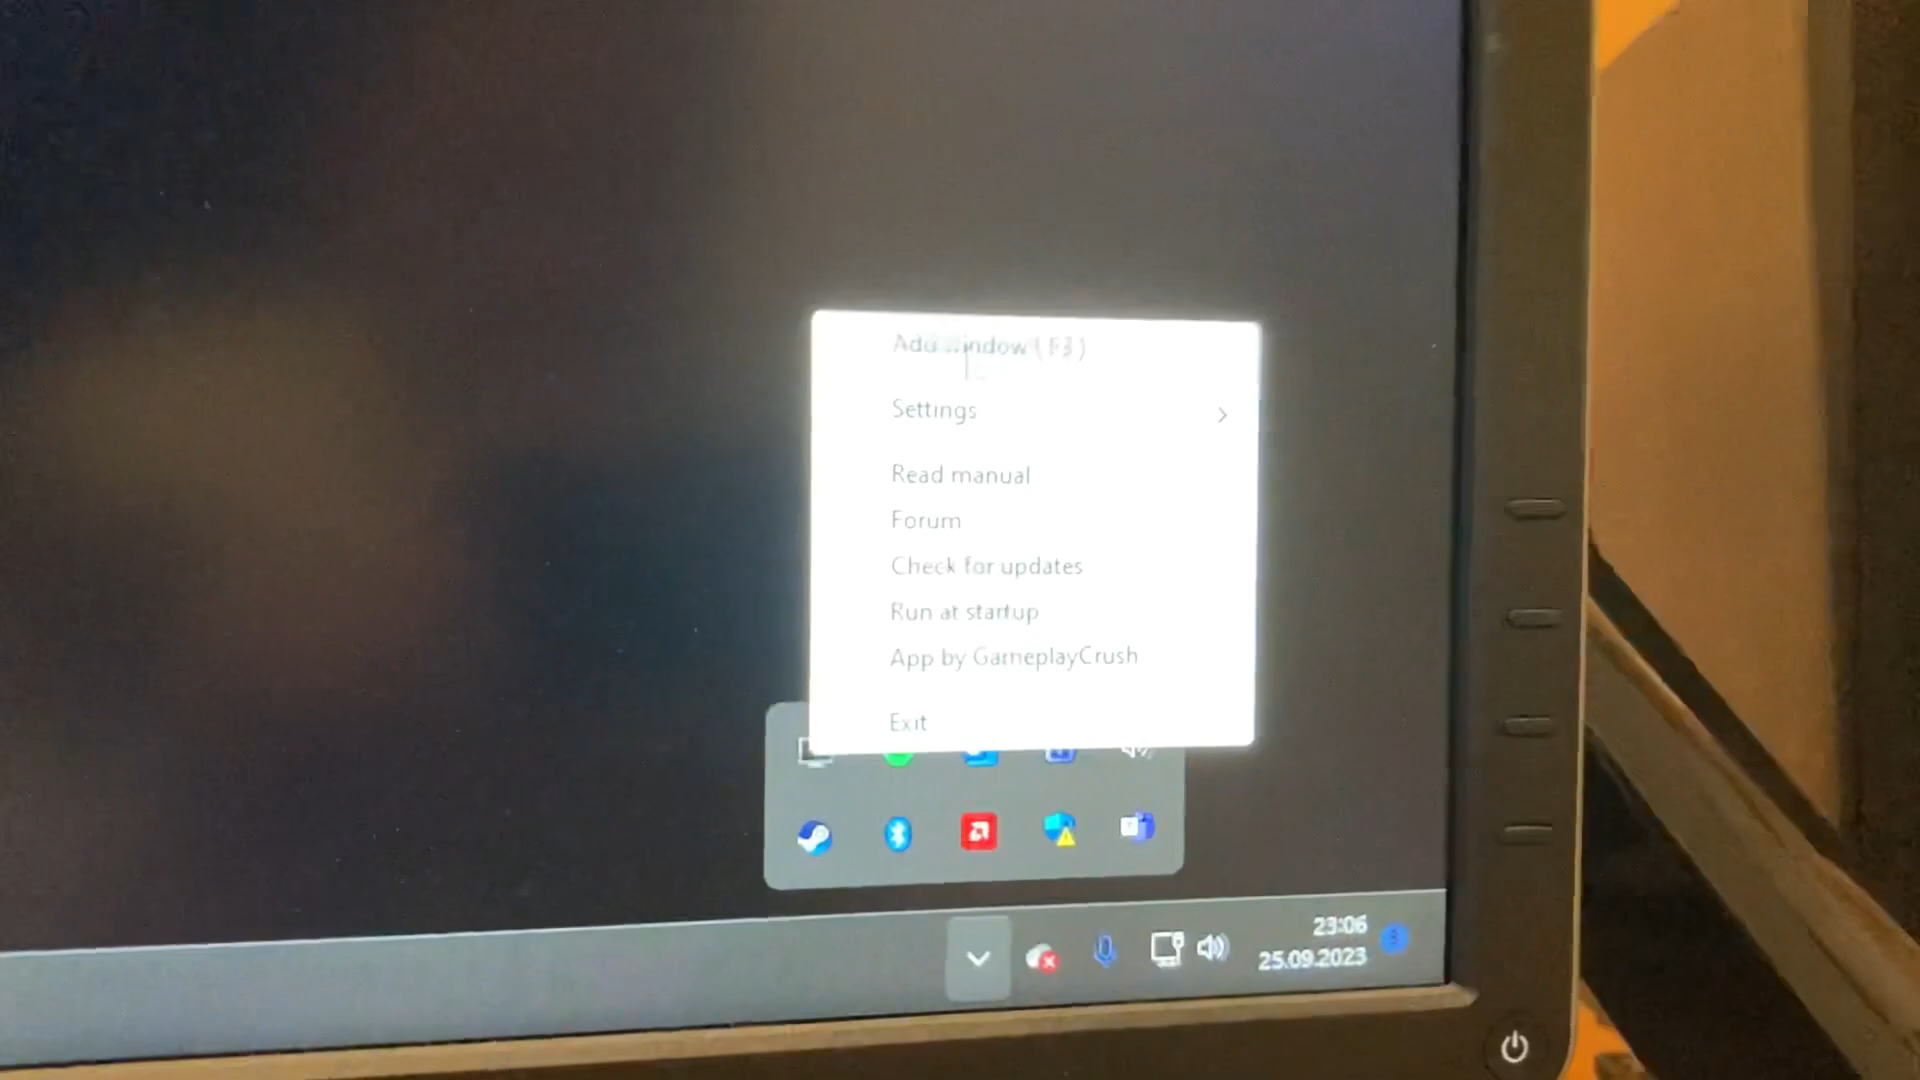 Add window (F3)
Settings
Read manual
Forum
Check for updates
Run at startup
App by GameplayCrush
Exit
23:06
25.09.2023
3